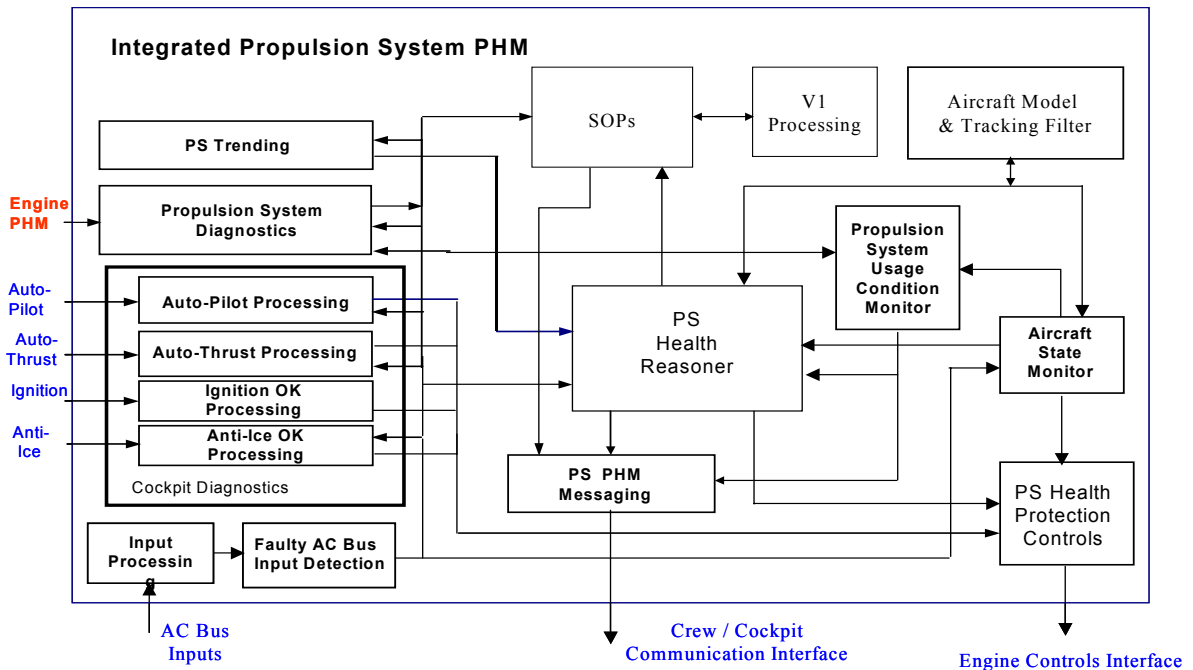 Integrated Propulsion System PHM
SOPs
V1
Processing
Aircraft Model
& Tracking Filter
PS Trending
Engine
PHM
Propulsion System
Diagnostics
Propulsion
System
Usage
Condition
Monitor
Auto-
Pilot
Auto-Pilot Processing
Auto-
Thrust
Auto-Thrust Processing
Ignition
Ignition OK
Processing
Anti-
Ice
Anti-Ice OK
Processing
Cockpit Diagnostics
PS
Health
Reasoner
Aircraft
State
Monitor
PS PHM
Messaging
PS Health
Protection
Controls
Input
Processin
g
Faulty AC Bus
Input Detection
AC Bus
Inputs
Crew / Cockpit
Communication Interface
Engine Controls Interface